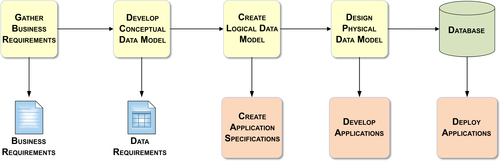 GATHER
BUSINESS
REQUIREMENTS
DEVELOP
CONCEPTUAL
DATA MODEL
CREATE
LOGICAL DATA
MODEL
DESIGN
PHYSICAL
DATA MODEL
DATABASE
BUSINESS
REQUIREMENTS
DATA
REQUIREMENTS
CREATE
APPLICATION
SPECIFICATIONS
DEVELOP
APPLICATIONS
DEPLOY
APPLICATIONS